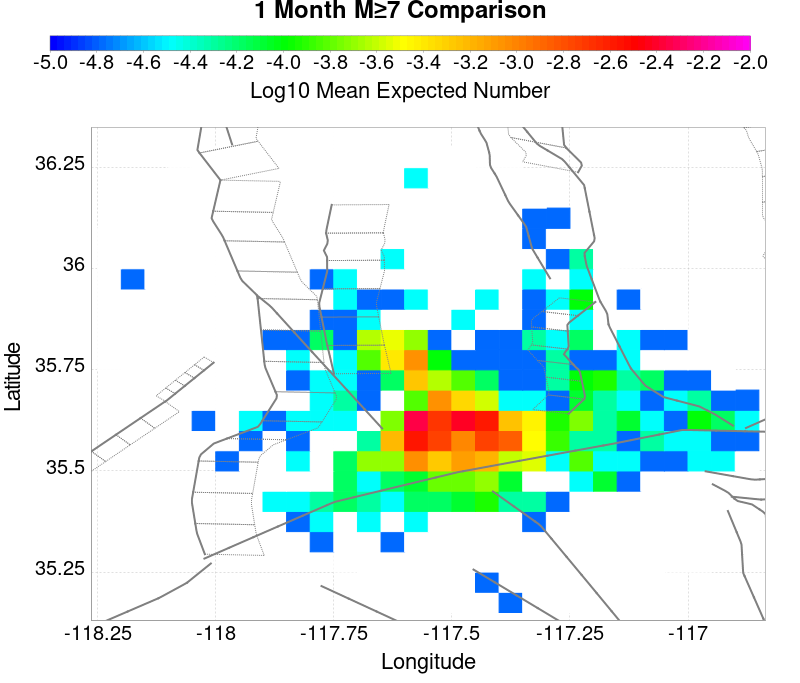 1 Month M≥7 Comparison
-5.0 -4.8 -4.6 -4.4 -4.2 -4.0 -3.8 -3.6 -3.4 -3.2 -3.0 -2.8 -2.6 -2.4 -2.2 -2.0
Log10 Mean Expected Number
36.25
36
35.75
35.5
35.25
Latitude
-118.25 -118 -117.75 -117.5 -117.25 -117
Longitude